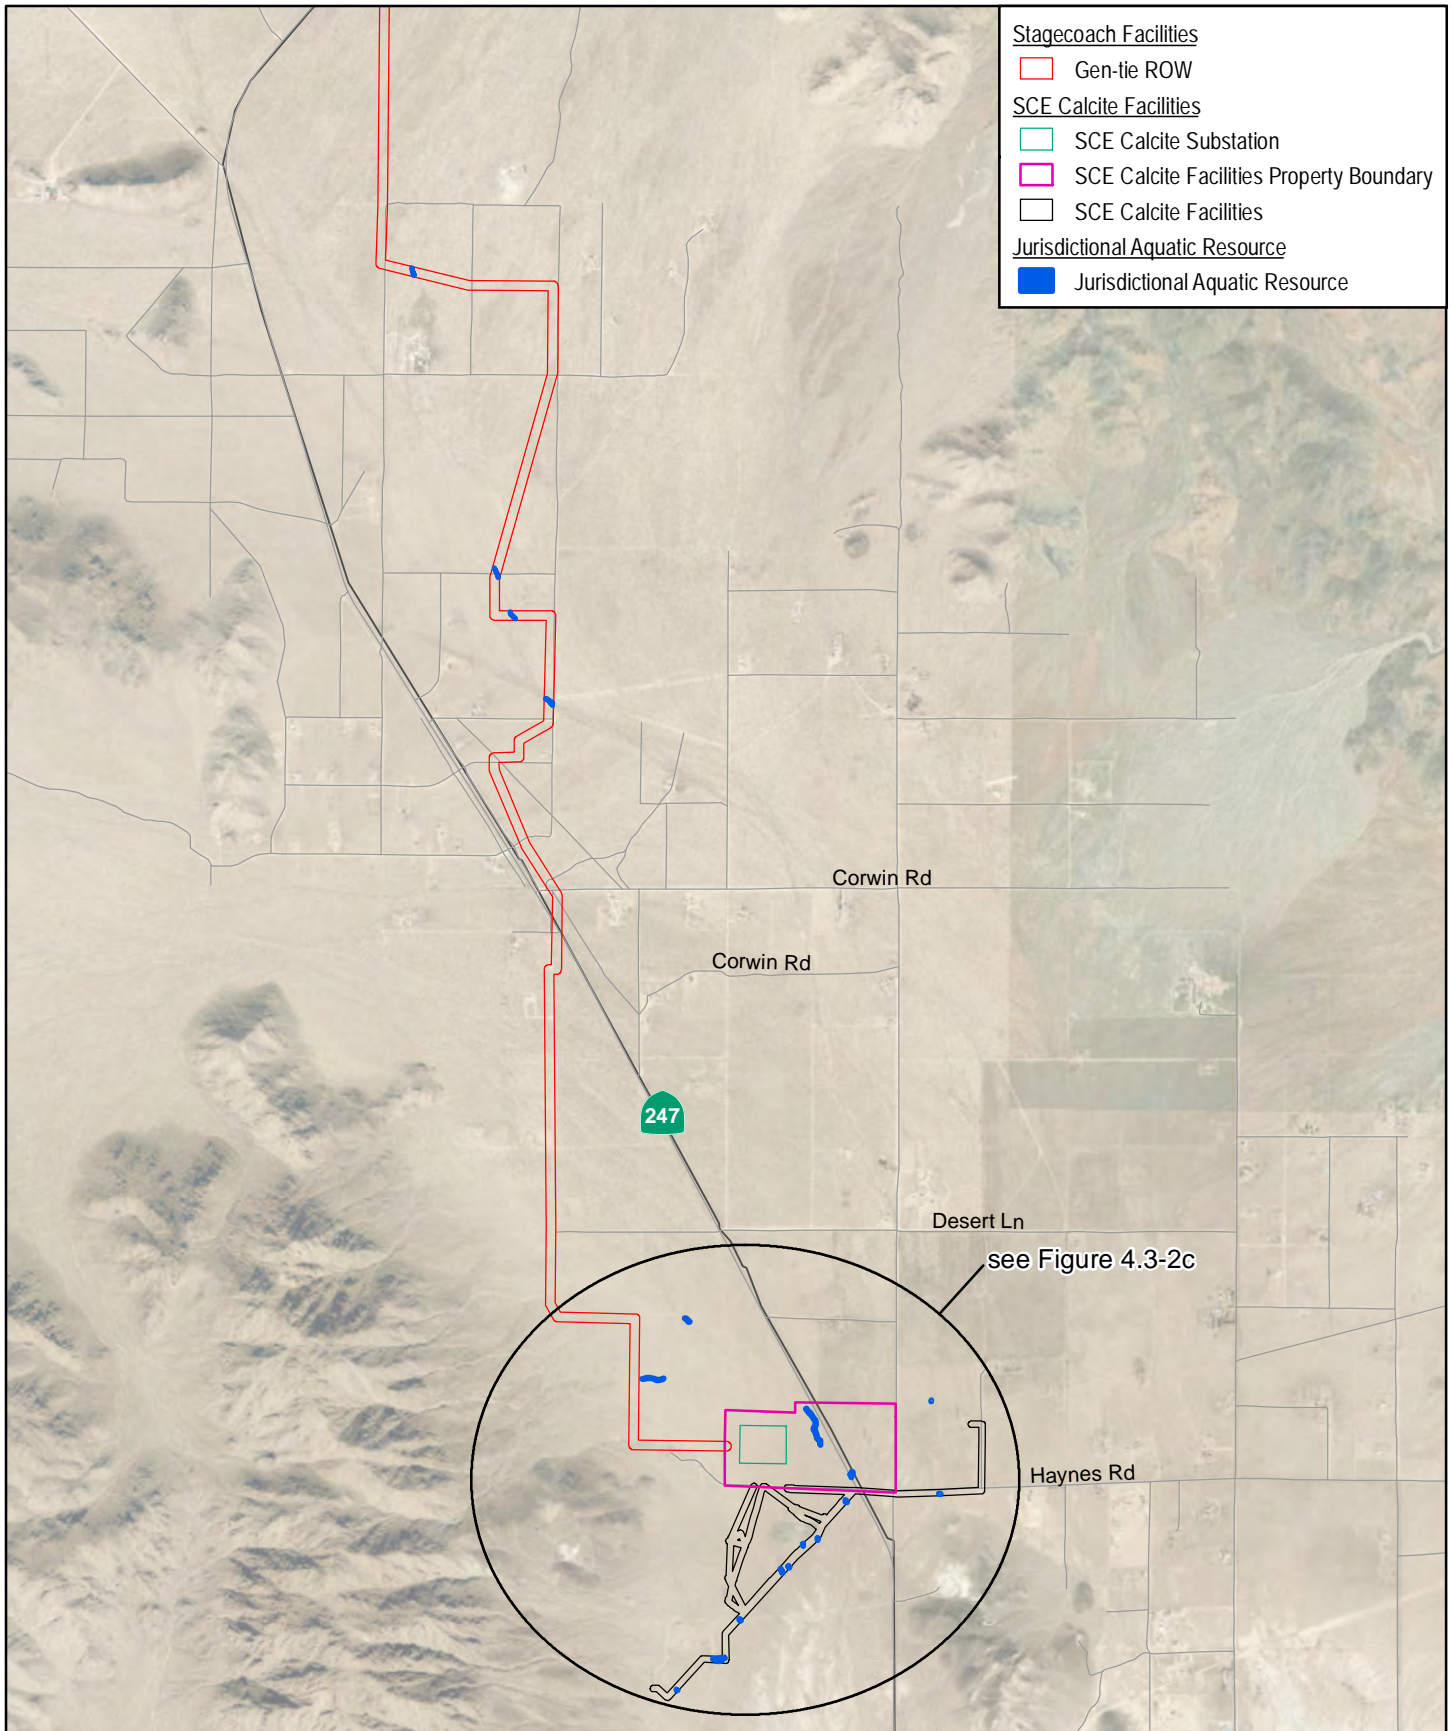 Stagecoach Facilities
Gen-tie ROW
SCE Calcite Facilities
SCE Calcite Substation
SCE Calcite Facilities Property Boundary
SCE Calcite Facilities
Jurisdictional Aquatic Resource
Jurisdictional Aquatic Resource
Corwin Rd
Corwin Rd
247
Desert Ln
see Figure 4.3-2c
Haynes Rd